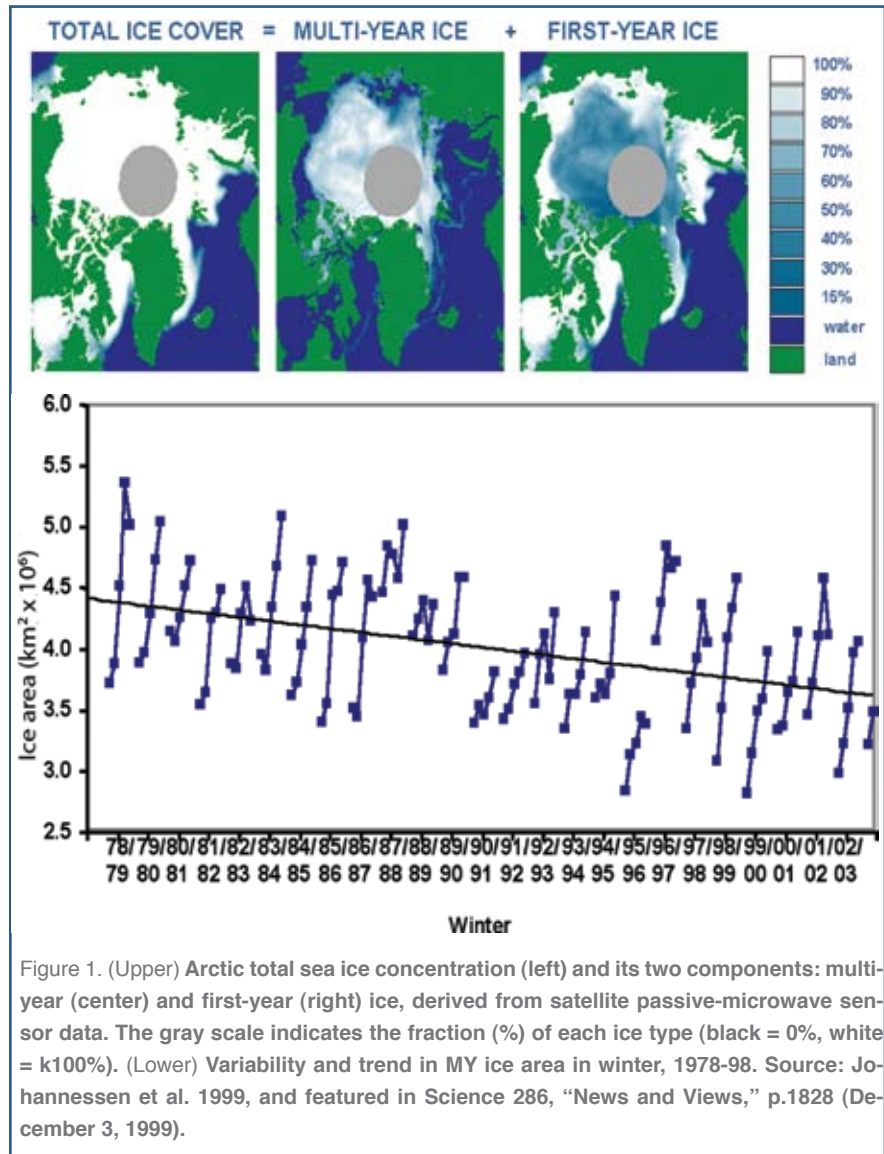 TOTAL ICE COVER = MULTI-YEAR ICE + FIRST-YEAR ICE
100%
90%
80%
70%
60%
50%
40%
30%
15%
water
land
6.0
5.5
5.0
4.5
4.0
3.5
3.0
2.5
Ice area (km² x 10⁶)
78/ 79/ 80/ 81/ 82/ 83/ 84/ 85/ 86/ 87/ 88/ 89/ 90/ 91/ 92/ 93/ 94/ 95/ 96/ 97/ 98/ 99/ 00/ 01/ 02/
79 80 81 82 83 84 85 86 87 88 89 90 91 92 93 94 95 96 97 98 99 00 01 02 03
Winter
Figure 1. (Upper) Arctic total sea ice concentration (left) and its two components: multi-
year (center) and first-year (right) ice, derived from satellite passive-microwave sen-
sor data. The gray scale indicates the fraction (%) of each ice type (black = 0%, white
= k100%). (Lower) Variability and trend in MY ice area in winter, 1978-98. Source: Jo-
hannessen et al. 1999, and featured in Science 286, “News and Views,” p.1828 (De-
cember 3, 1999).